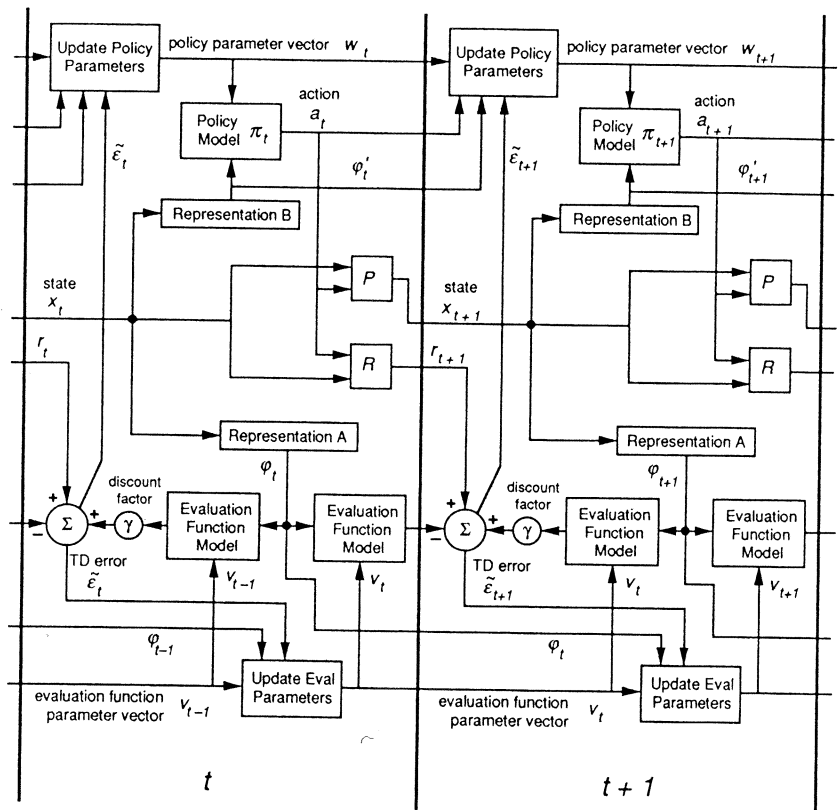 Update Policy
Parameters
policy parameter vector w_t
action
a_t
Policy
Model π_t
ε̃_t
φ'_t
Representation B
state
x_t
P
r_t
R
Representation A
φ_t
discount
factor
+
+
−
Σ
γ
Evaluation
Function
Model
Evaluation
Function
Model
TD error
ε̃_t
v_{t−1}
v_t
φ_{t−1}
Update Eval
Parameters
evaluation function
parameter vector v_{t−1}
t
Update Policy
Parameters
policy parameter vector w_{t+1}
action
a_{t+1}
Policy
Model π_{t+1}
ε̃_{t+1}
φ'_{t+1}
Representation B
state
x_{t+1}
P
r_{t+1}
R
Representation A
φ_{t+1}
discount
factor
+
+
−
Σ
γ
Evaluation
Function
Model
Evaluation
Function
Model
TD error
ε̃_{t+1}
v_t
v_{t+1}
φ_t
Update Eval
Parameters
evaluation function
parameter vector v_t
t + 1